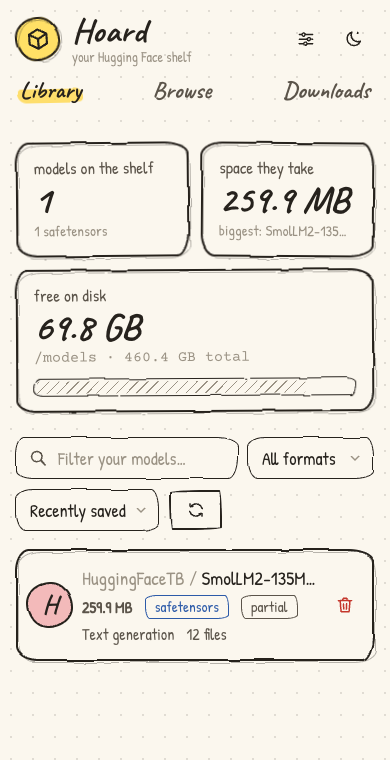 Hoard
your Hugging Face shelf
Library Browse Downloads
models on the shelf
1
1 safetensors
space they take
259.9 MB
biggest: SmolLM2-135…
free on disk
69.8 GB
/models · 460.4 GB total
Filter your models…
All formats
Recently saved
H
HuggingFaceTB / SmolLM2-135M…
259.9 MB safetensors partial
Text generation 12 files